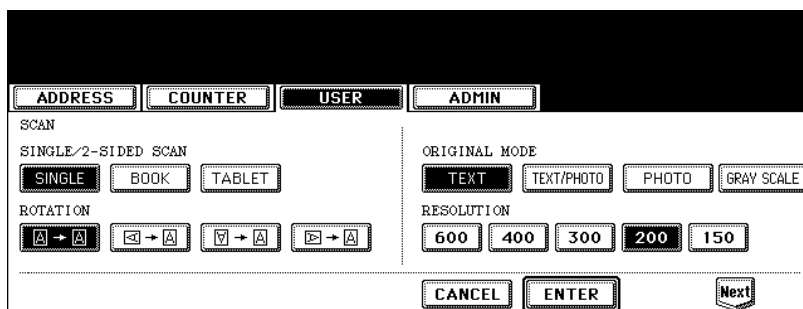 ADDRESS COUNTER USER ADMIN
SCAN
SINGLE/2-SIDED SCAN
SINGLE BOOK TABLET
ROTATION
A → A A → A A → A A → A
ORIGINAL MODE
TEXT TEXT/PHOTO PHOTO GRAY SCALE
RESOLUTION
600 400 300 200 150
CANCEL ENTER Next